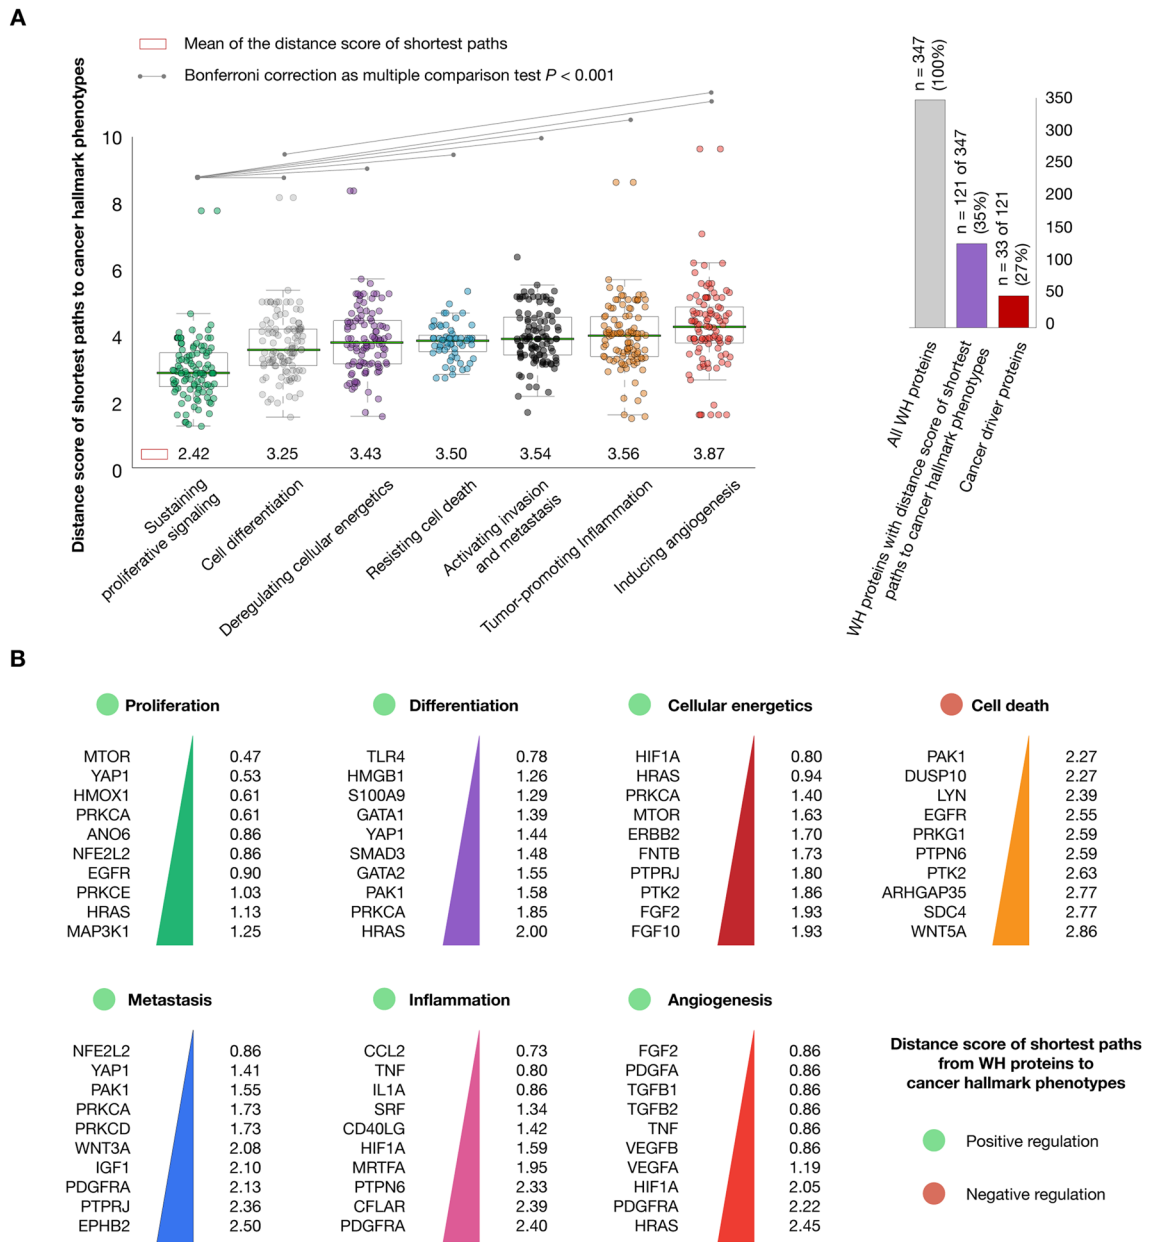 A
Mean of the distance score of shortest paths
Bonferroni correction as multiple comparison test P < 0.001
Distance score of shortest paths to cancer hallmark phenotypes
10
8
6
4
2
0
2.42 3.25 3.43 3.50 3.54 3.56 3.87
Sustaining
proliferative signaling
Cell differentiation
Deregulating cellular energetics
Resisting cell death
Activating invasion
and metastasis
Tumor-promoting Inflammation
Inducing angiogenesis
n = 347
(100%)
n = 121 of 347
(35%)
n = 33 of 121
(27%)
350
300
250
200
150
100
50
0
All WH proteins
WH proteins with distance score of shortest
paths to cancer hallmark phenotypes
Cancer driver proteins
B
Proliferation
MTOR 0.47
YAP1 0.53
HMOX1 0.61
PRKCA 0.61
ANO6 0.86
NFE2L2 0.86
EGFR 0.90
PRKCE 1.03
HRAS 1.13
MAP3K1 1.25
Differentiation
TLR4 0.78
HMGB1 1.26
S100A9 1.29
GATA1 1.39
YAP1 1.44
SMAD3 1.48
GATA2 1.55
PAK1 1.58
PRKCA 1.85
HRAS 2.00
Cellular energetics
HIF1A 0.80
HRAS 0.94
PRKCA 1.40
MTOR 1.63
ERBB2 1.70
FNTB 1.73
PTPRJ 1.80
PTK2 1.86
FGF2 1.93
FGF10 1.93
Cell death
PAK1 2.27
DUSP10 2.27
LYN 2.39
EGFR 2.55
PRKG1 2.59
PTPN6 2.59
PTK2 2.63
ARHGAP35 2.77
SDC4 2.77
WNT5A 2.86
Metastasis
NFE2L2 0.86
YAP1 1.41
PAK1 1.55
PRKCA 1.73
PRKCD 1.73
WNT3A 2.08
IGF1 2.10
PDGFRA 2.13
PTPRJ 2.36
EPHB2 2.50
Inflammation
CCL2 0.73
TNF 0.80
IL1A 0.86
SRF 1.34
CD40LG 1.42
HIF1A 1.59
MRTFA 1.95
PTPN6 2.33
CFLAR 2.39
PDGFRA 2.40
Angiogenesis
FGF2 0.86
PDGFA 0.86
TGFB1 0.86
TGFB2 0.86
TNF 0.86
VEGFB 0.86
VEGFA 1.19
HIF1A 2.05
PDGFRA 2.22
HRAS 2.45
Distance score of shortest paths
from WH proteins to
cancer hallmark phenotypes
Positive regulation
Negative regulation